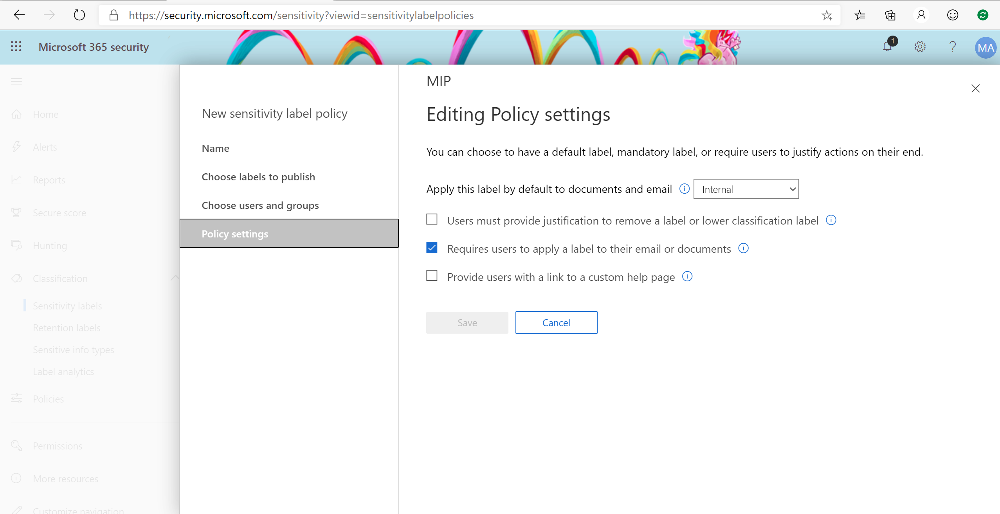 https://security.microsoft.com/sensitivity?viewid=sensitivitylabelpolicies
Microsoft 365 security
1
MA
Home
Alerts
Reports
Secure score
Hunting
Classification
Sensitivity labels
Retention labels
Sensitive info types
Label analytics
Policies
Permissions
More resources
Customize navigation
New sensitivity label policy
Name
Choose labels to publish
Choose users and groups
Policy settings
MIP
Editing Policy settings
You can choose to have a default label, mandatory label, or require users to justify actions on their end.
Apply this label by default to documents and email Internal
Users must provide justification to remove a label or lower classification label
Requires users to apply a label to their email or documents
Provide users with a link to a custom help page
Save Cancel